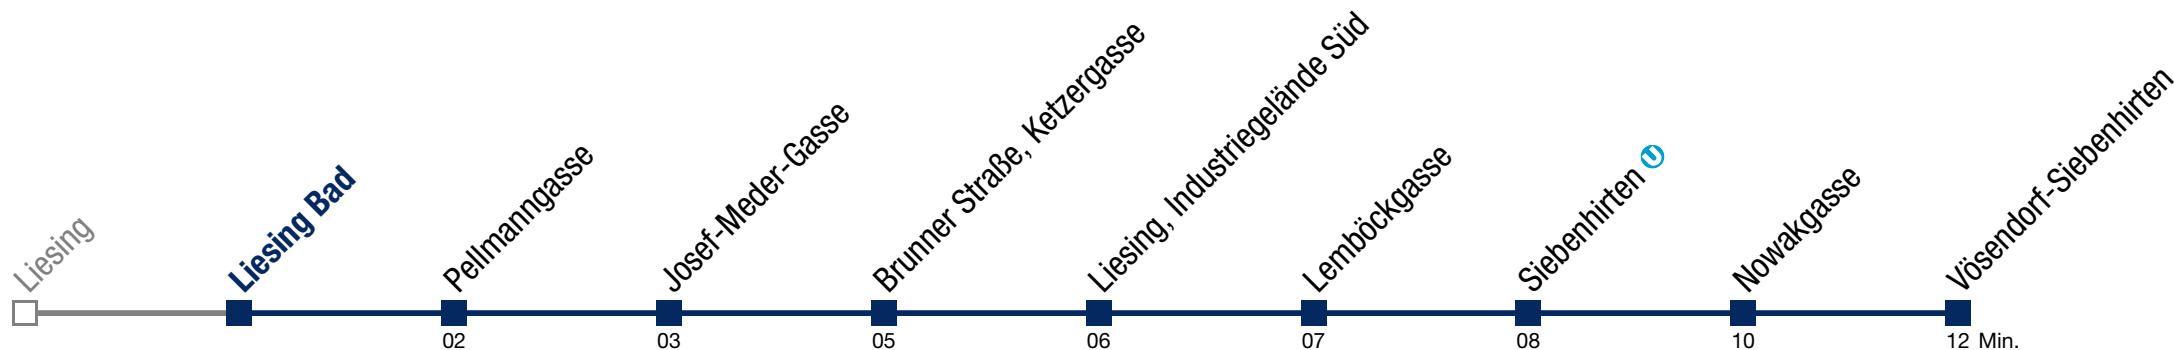 Liesing
Liesing Bad
Pellmanngasse
Josef-Meder-Gasse
Brunner Straße, Ketzergasse
Liesing, Industriegelände Süd
Lemböckgasse
Siebenhirten U
Nowakgasse
Vösendorf-Siebenhirten
02 03 05 06 07 08 10 12 Min.